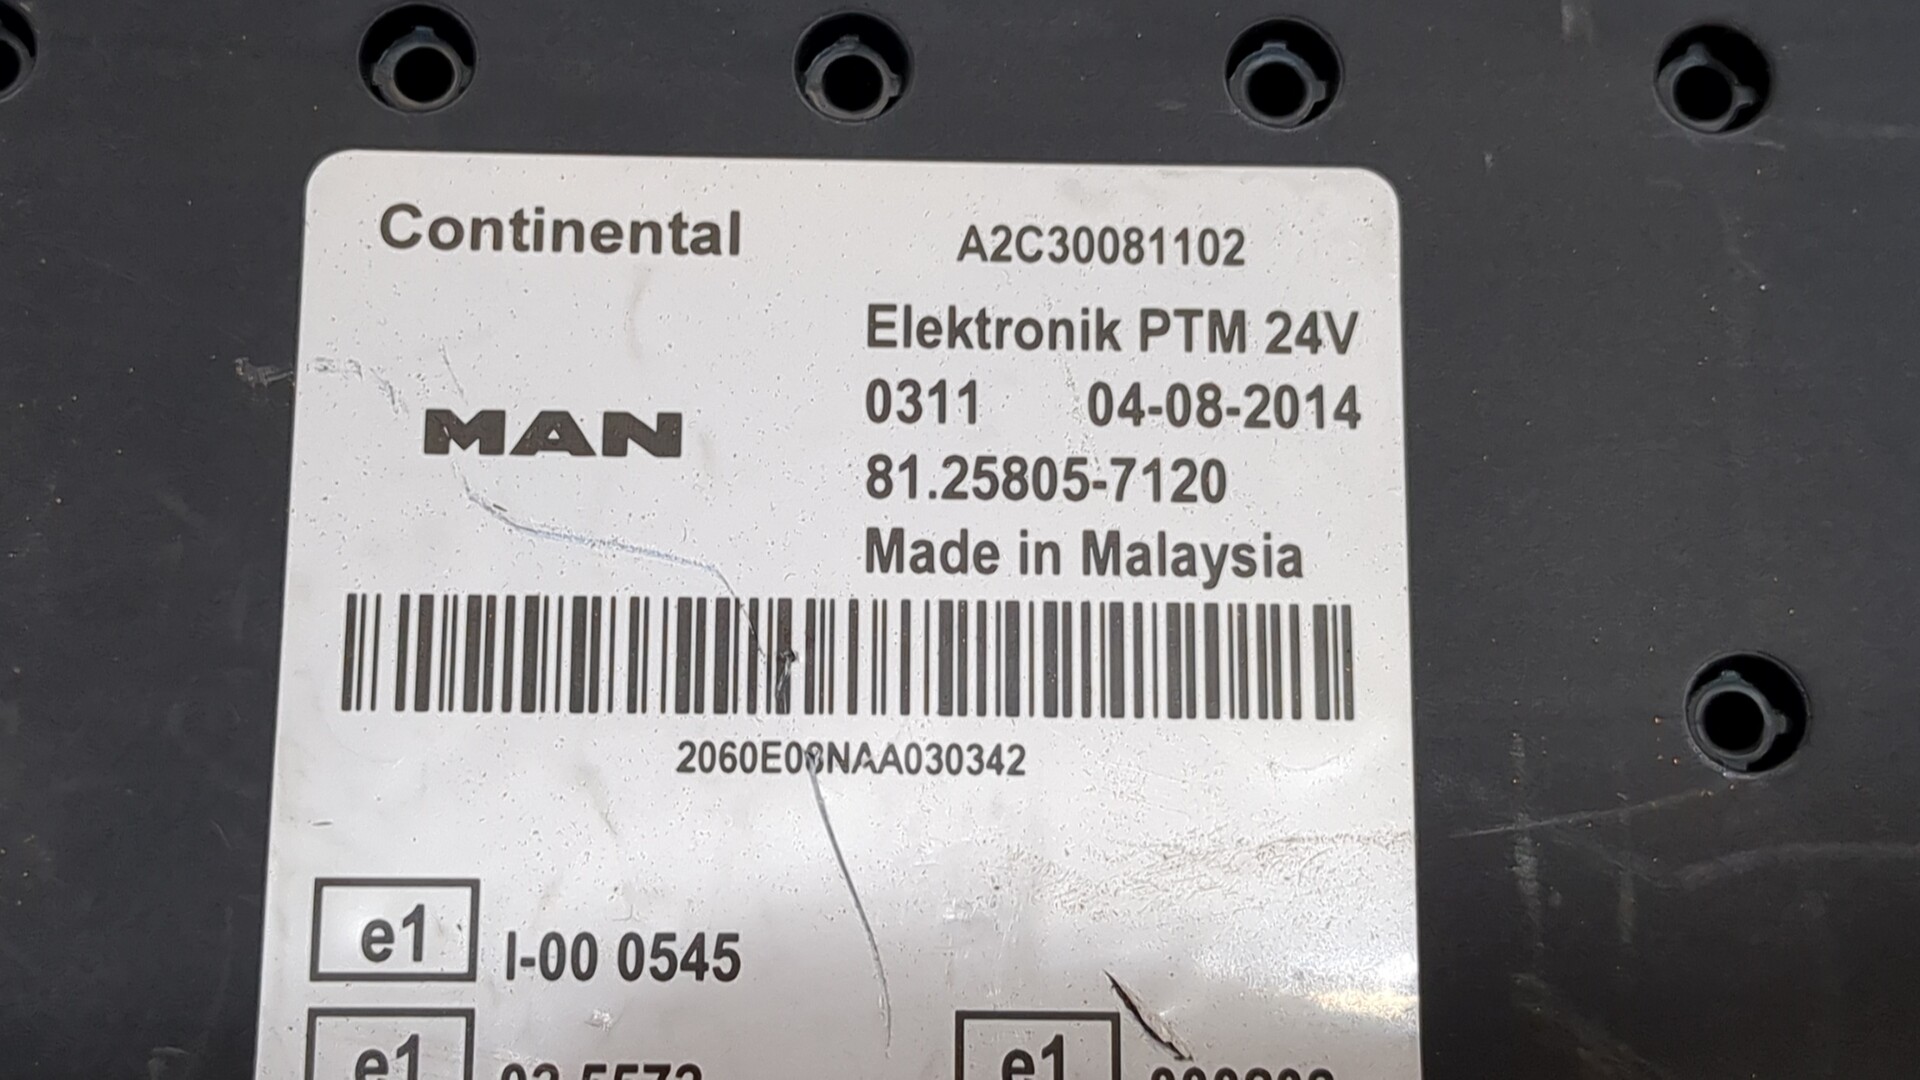 Continental A2C30081102
Elektronik PTM 24V
0311 04-08-2014
MAN
81.25805-7120
Made in Malaysia
2060E08NAA030342
e1 I-00 0545
e1 e1